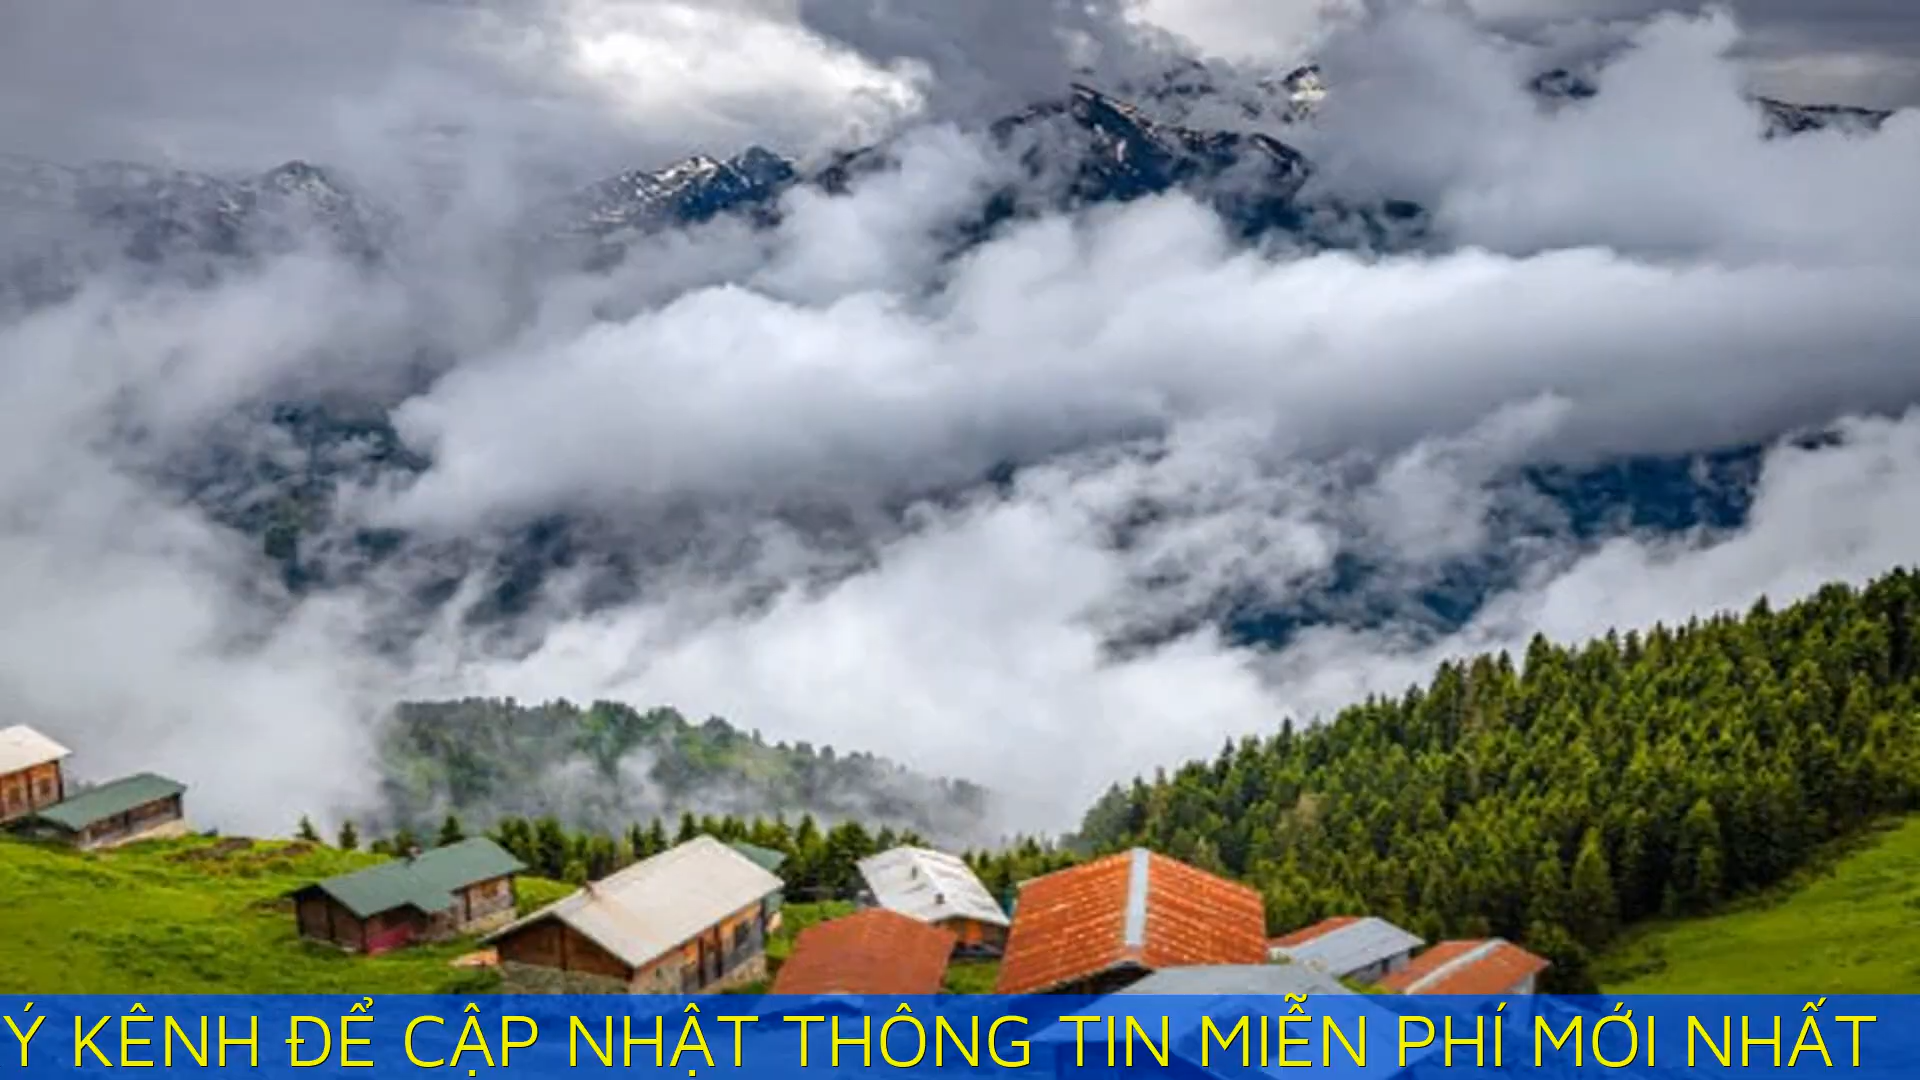 Ý KÊNH ĐỂ CẬP NHẬT THÔNG TIN MIỄN PHÍ MỚI NHẤT